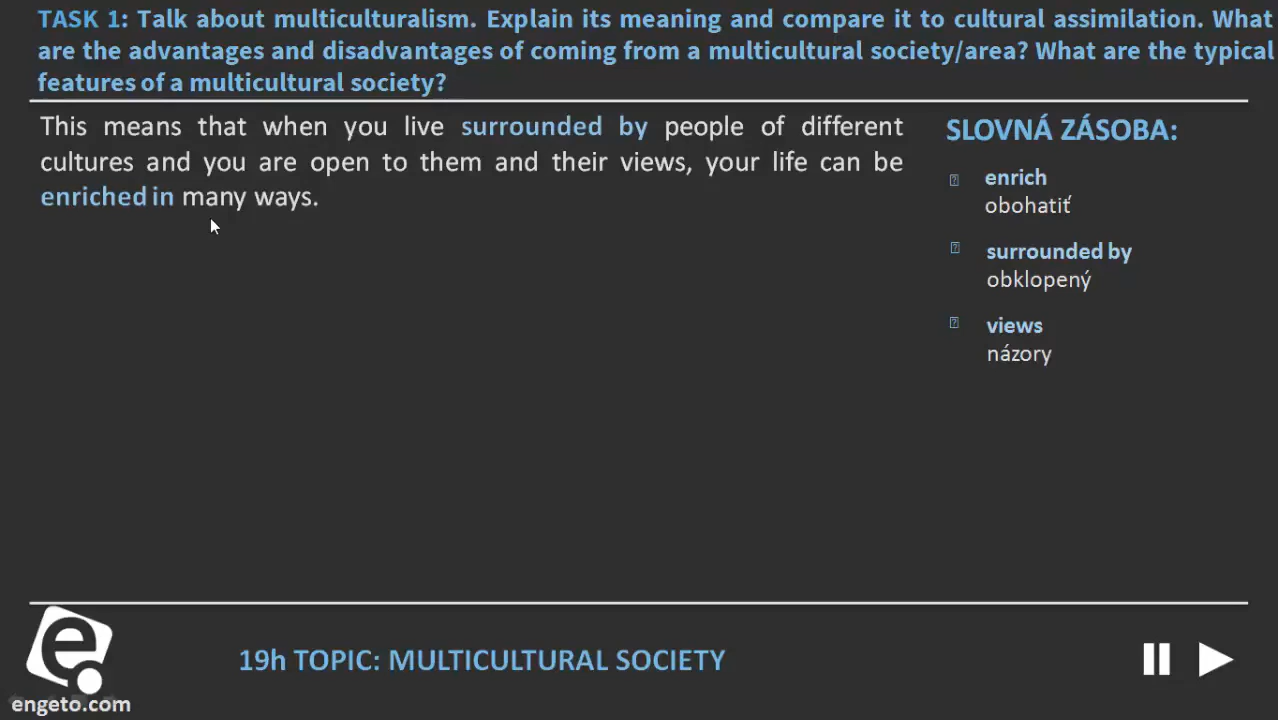 TASK 1: Talk about multiculturalism. Explain its meaning and compare it to cultural assimilation. What
are the advantages and disadvantages of coming from a multicultural society/area? What are the typical
features of a multicultural society?
This means that when you live surrounded by people of different
cultures and you are open to them and their views, your life can be
enriched in many ways.
SLOVNÁ ZÁSOBA:
enrich
obohatiť
surrounded by
obklopený
views
názory
19h TOPIC: MULTICULTURAL SOCIETY
e
engeto.com